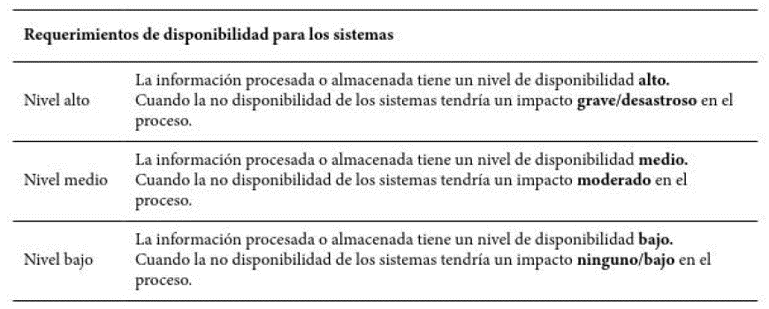 Requerimientos de disponibilidad para los sistemas
La información procesada o almacenada tiene un nivel de disponibilidad alto.
Nivel alto Cuando la no disponibilidad de los sistemas tendría un impacto grave/desastroso en el
proceso.
La información procesada o almacenada tiene un nivel de disponibilidad medio.
Nivel medio Cuando la no disponibilidad de los sistemas tendría un impacto moderado en el
proceso.
La información procesada o almacenada tiene un nivel de disponibilidad bajo.
Nivel bajo Cuando la no disponibilidad de los sistemas tendría un impacto ninguno/bajo en el
proceso.